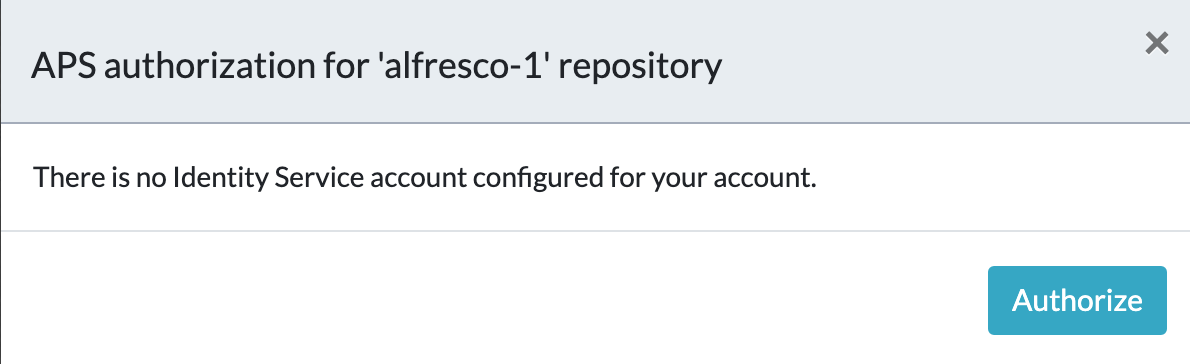 APS authorization for 'alfresco-1' repository
There is no Identity Service account configured for your account.
Authorize